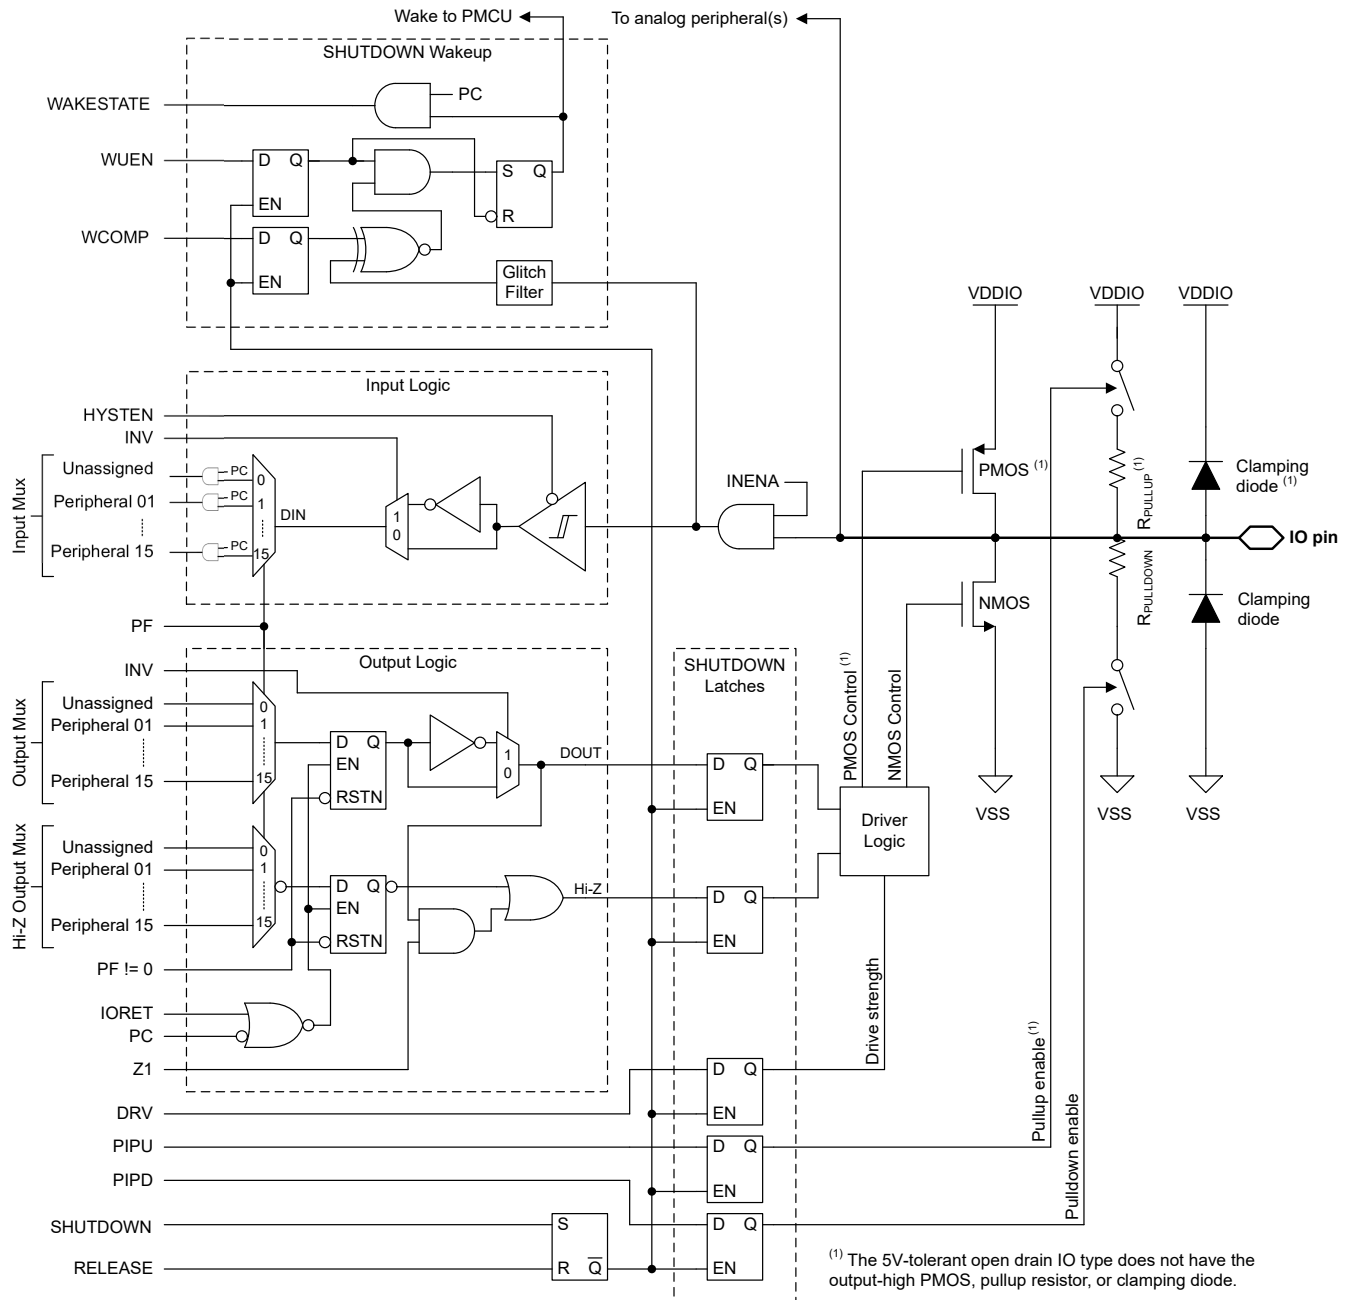 Wake to PMCU
To analog peripheral(s)
SHUTDOWN Wakeup
WAKESTATE
PC
WUEN
D Q
EN
S Q
R
WCOMP
D Q
EN
Glitch
Filter
VDDIO
VDDIO
VDDIO
Input Logic
HYSTEN
INV
Input Mux
Unassigned
PC
0
Peripheral 01
PC
1
Peripheral 15
PC
15
DIN
1
0
INENA
PMOS (1)
RPULLUP (1)
Clamping
diode (1)
IO pin
RPULLDOWN
NMOS
Clamping
diode
PF
Output Logic
INV
Output Mux
Unassigned
0
Peripheral 01
1
Peripheral 15
15
D Q
EN
RSTN
1
0
DOUT
SHUTDOWN
Latches
D Q
EN
PMOS Control (1)
NMOS Control
Driver
Logic
VSS
VSS
VSS
Hi-Z Output Mux
Unassigned
0
Peripheral 01
1
Peripheral 15
15
D Q
EN
RSTN
Hi-Z
D Q
EN
PF != 0
IORET
PC
Z1
Drive strength
D Q
EN
DRV
PIPU
D Q
EN
Pullup enable (1)
PIPD
D Q
EN
Pulldown enable
SHUTDOWN
S
RELEASE
R Q̅
(1) The 5V-tolerant open drain IO type does not have the
output-high PMOS, pullup resistor, or clamping diode.